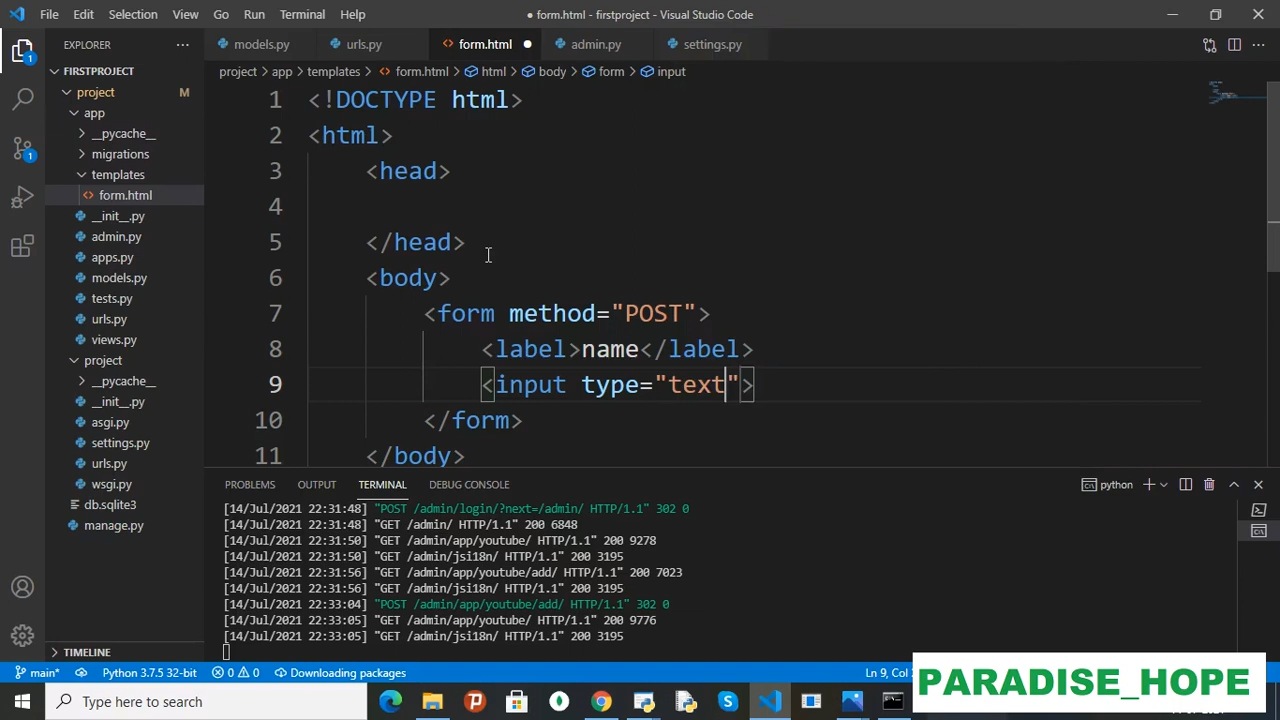 File Edit Selection View Go Run Terminal Help
● form.html - firstproject - Visual Studio Code
EXPLORER
models.py urls.py form.html admin.py settings.py
FIRSTPROJECT
project > app > templates > form.html > html > body > form > input
project M
app
__pycache__
migrations
templates
form.html
__init__.py
admin.py
apps.py
models.py
tests.py
urls.py
views.py
project
__pycache__
__init__.py
asgi.py
settings.py
urls.py
wsgi.py
db.sqlite3
manage.py
TIMELINE
1 <!DOCTYPE html>
2 <html>
3 <head>
4
5 </head>
6 <body>
7 <form method="POST">
8 <label>name</label>
9 <input type="text">
10 </form>
11 </body>
PROBLEMS OUTPUT TERMINAL DEBUG CONSOLE
python
[14/Jul/2021 22:31:48] "POST /admin/login/?next=/admin/ HTTP/1.1" 302 0
[14/Jul/2021 22:31:48] "GET /admin/ HTTP/1.1" 200 6848
[14/Jul/2021 22:31:50] "GET /admin/app/youtube/ HTTP/1.1" 200 9278
[14/Jul/2021 22:31:50] "GET /admin/jsi18n/ HTTP/1.1" 200 3195
[14/Jul/2021 22:31:56] "GET /admin/app/youtube/add/ HTTP/1.1" 200 7023
[14/Jul/2021 22:31:56] "GET /admin/jsi18n/ HTTP/1.1" 200 3195
[14/Jul/2021 22:33:04] "POST /admin/app/youtube/add/ HTTP/1.1" 302 0
[14/Jul/2021 22:33:05] "GET /admin/app/youtube/ HTTP/1.1" 200 9776
[14/Jul/2021 22:33:05] "GET /admin/jsi18n/ HTTP/1.1" 200 3195
main* Python 3.7.5 32-bit 0 0 Downloading packages
Ln 9,
PARADISE_HOPE
Type here to search